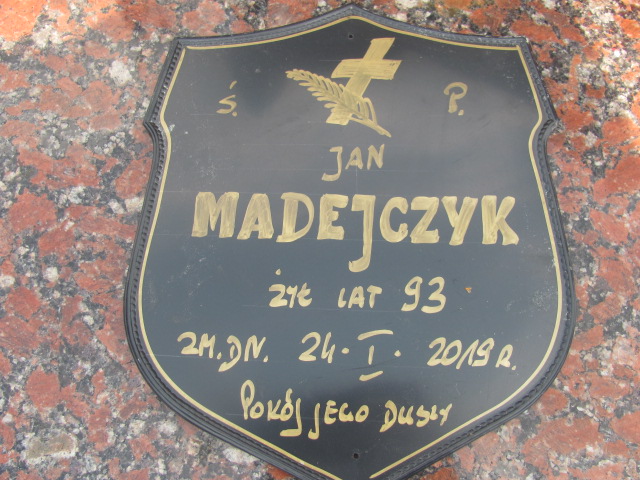 Ś. P.
JAN
MADEJCZYK
ŻYŁ LAT 93
ZM. DN. 24. I. 2019 R.
POKÓJ JEGO DUSZY